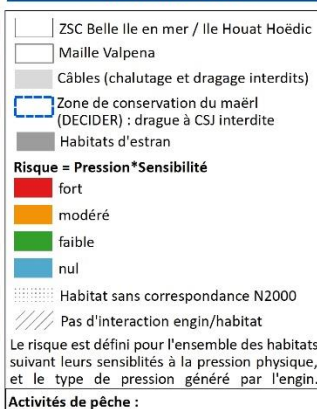 ZSC Belle Ile en mer / Ile Houat Hoëdic
Maille Valpena
Câbles (chalutage et dragage interdits)
Zone de conservation du maërl
(DECIDER) : drague à CSJ interdite
Habitats d'estran
Risque = Pression*Sensibilité
fort
modéré
faible
nul
Habitat sans correspondance N2000
Pas d'interaction engin/habitat
Le risque est défini pour l'ensemble des habitats
suivant leurs sensiblités à la pression physique,
et le type de pression généré par l'engin.
Activités de pêche :